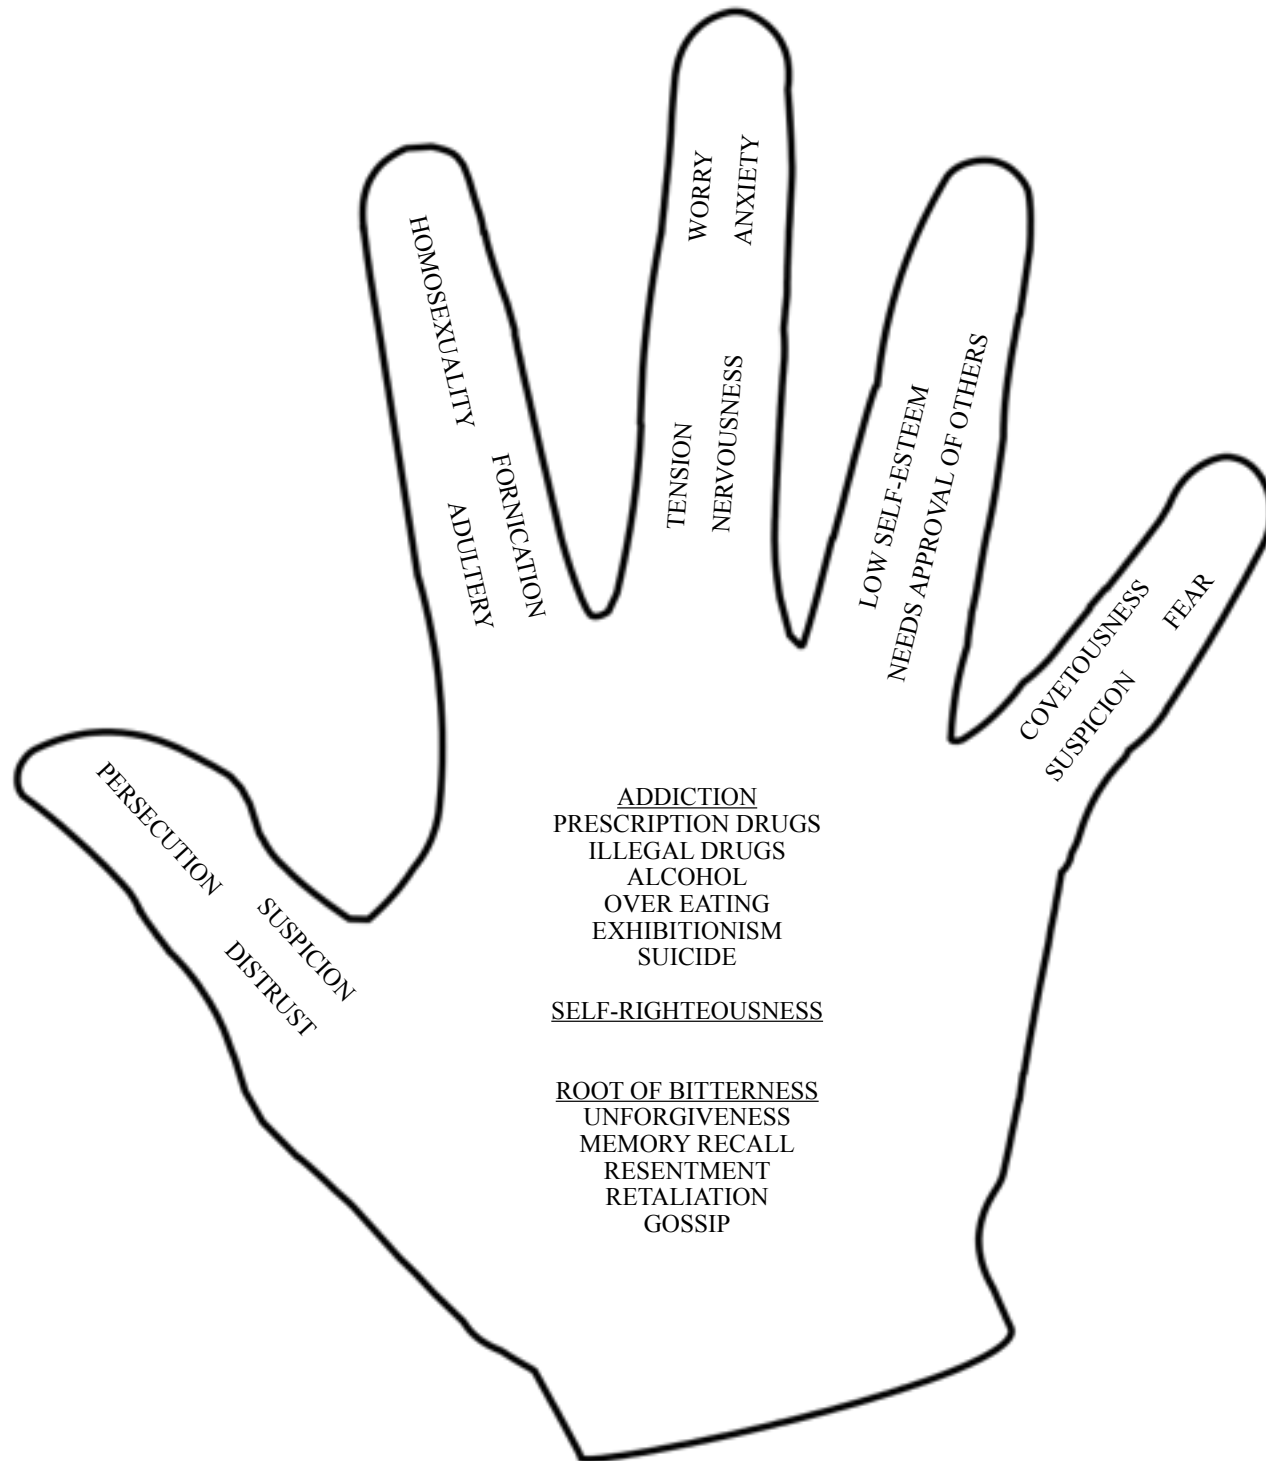 WORRY
ANXIETY
TENSION
NERVOUSNESS
HOMOSEXUALITY
FORNICATION
ADULTERY
LOW SELF-ESTEEM
NEEDS APPROVAL OF OTHERS
COVETOUSNESS
FEAR
SUSPICION
PERSECUTION
SUSPICION
DISTRUST
ADDICTION
PRESCRIPTION DRUGS
ILLEGAL DRUGS
ALCOHOL
OVER EATING
EXHIBITIONISM
SUICIDE
SELF-RIGHTEOUSNESS
ROOT OF BITTERNESS
UNFORGIVENESS
MEMORY RECALL
RESENTMENT
RETALIATION
GOSSIP